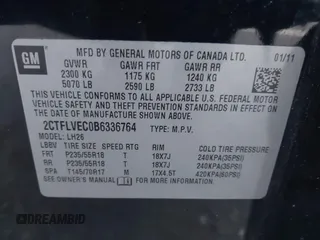 GM
MFD BY GENERAL MOTORS OF CANADA LTD.
01/11
GVWR GAWR FRT GAWR RR
2300 KG 1175 KG 1240 KG
5070 LB 2590 LB 2733 LB
THIS VEHICLE CONFORMS TO ALL APPLICABLE U.S. FEDERAL
MOTOR VEHICLE SAFETY, BUMPER, AND THEFT PREVENTION
STANDARDS IN EFFECT ON THE DATE OF MANUFACTURE SHOWN ABOVE.
2CTFLVEC0B6336764 TYPE: M.P.V.
MODEL: LH26
TIRE SIZE SPEED RTG RIM COLD TIRE PRESSURE
FRT P235/55R18 T 18X7J 240KPA(35PSI)
RR P235/55R18 T 18X7J 240KPA(35PSI)
SPA T145/70R17 M 17X4.5T 420KPA(60PSI)
SEE OWNER'S MANUAL FOR ADDITIONAL INFORMATION.
autobidmaster